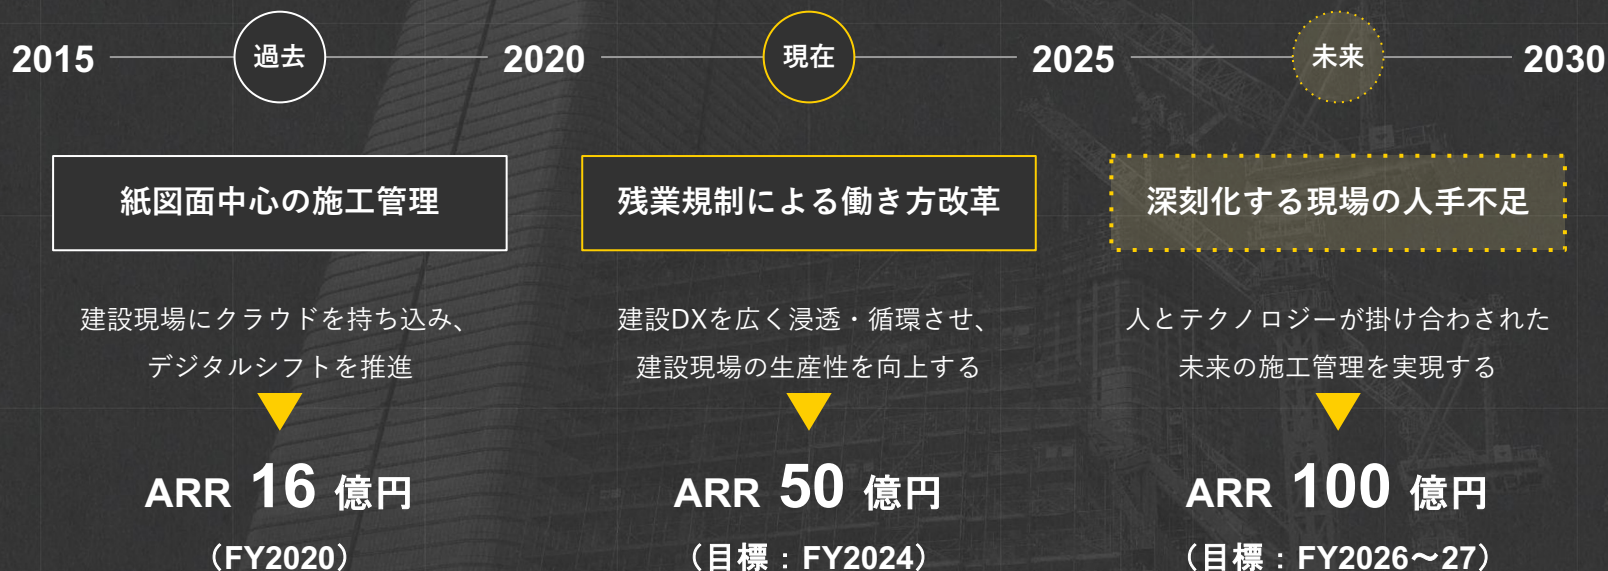 2015 過去 2020 現在 2025 未来 2030
紙図面中心の施工管理
残業規制による働き方改革
深刻化する現場の人手不足
建設現場にクラウドを持ち込み、
デジタルシフトを推進
建設DXを広く浸透・循環させ、
建設現場の生産性を向上する
人とテクノロジーが掛け合わされた
未来の施工管理を実現する
ARR 16 億円
（FY2020）
ARR 50 億円
（目標：FY2024）
ARR 100 億円
（目標：FY2026〜27）